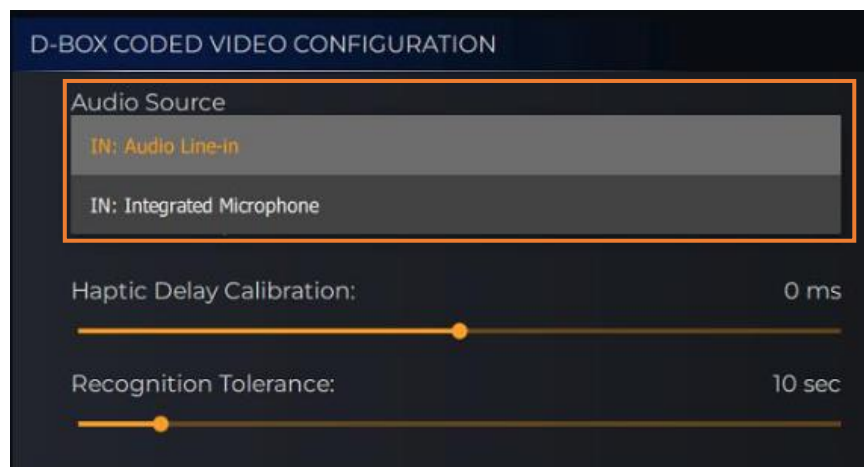 D-BOX CODED VIDEO CONFIGURATION
Audio Source
IN: Audio Line-in
IN: Integrated Microphone
Haptic Delay Calibration: 0 ms
Recognition Tolerance: 10 sec